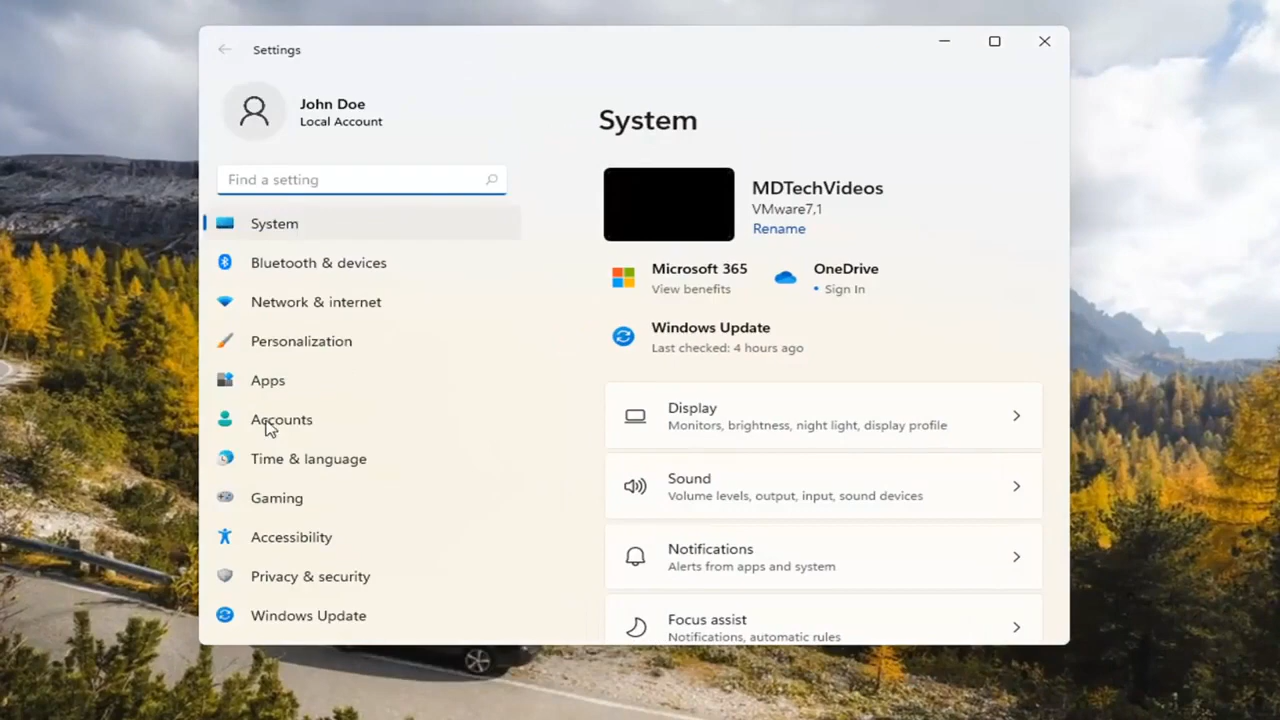 Settings
John Doe
Local Account
Find a setting
System
Bluetooth & devices
Network & internet
Personalization
Apps
Accounts
Time & language
Gaming
Accessibility
Privacy & security
Windows Update
System
MDTechVideos
VMware7,1
Rename
Microsoft 365
View benefits
OneDrive
Sign In
Windows Update
Last checked: 4 hours ago
Display
Monitors, brightness, night light, display profile
Sound
Volume levels, output, input, sound devices
Notifications
Alerts from apps and system
Focus assist
Notifications, automatic rules